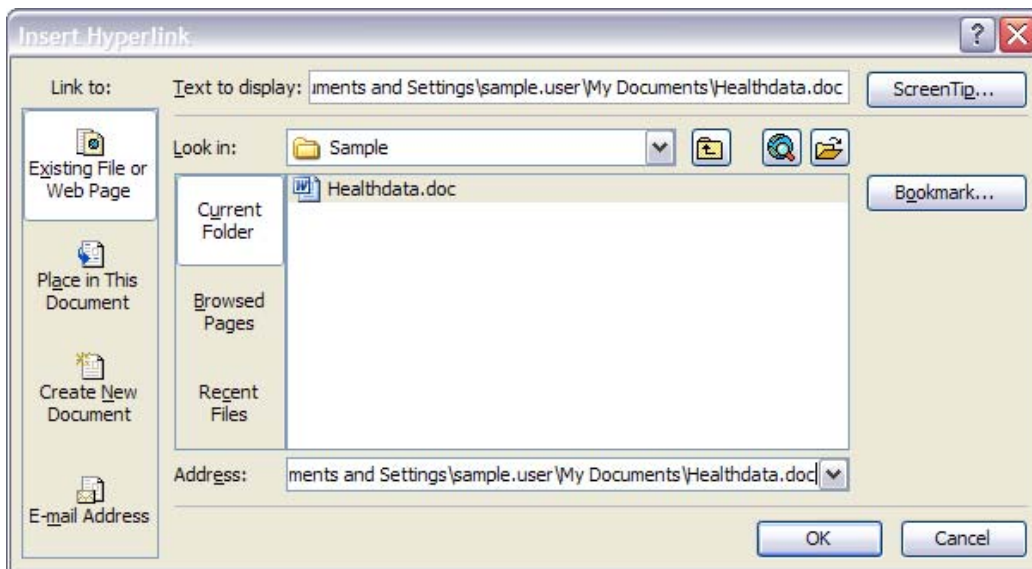 Insert Hyperlink
Link to:
Text to display:
uments and Settings\sample.user\My Documents\Healthdata.doc
ScreenTip...
Existing File or
Web Page
Look in:
Sample
Healthdata.doc
Bookmark...
Current
Folder
Place in This
Document
Browsed
Pages
Create New
Document
Recent
Files
E-mail Address
Address:
ments and Settings\sample.user\My Documents\Healthdata.doc
OK
Cancel